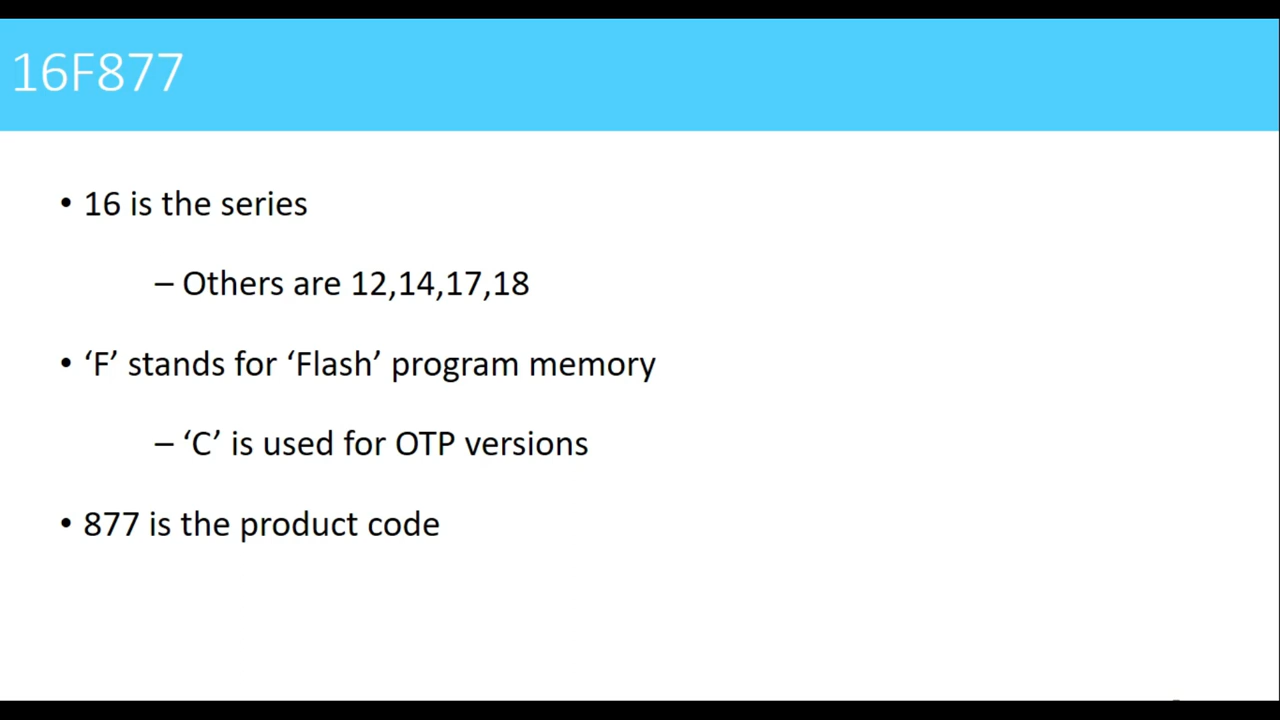 16F877
• 16 is the series
– Others are 12,14,17,18
• ‘F’ stands for ‘Flash’ program memory
– ‘C’ is used for OTP versions
• 877 is the product code